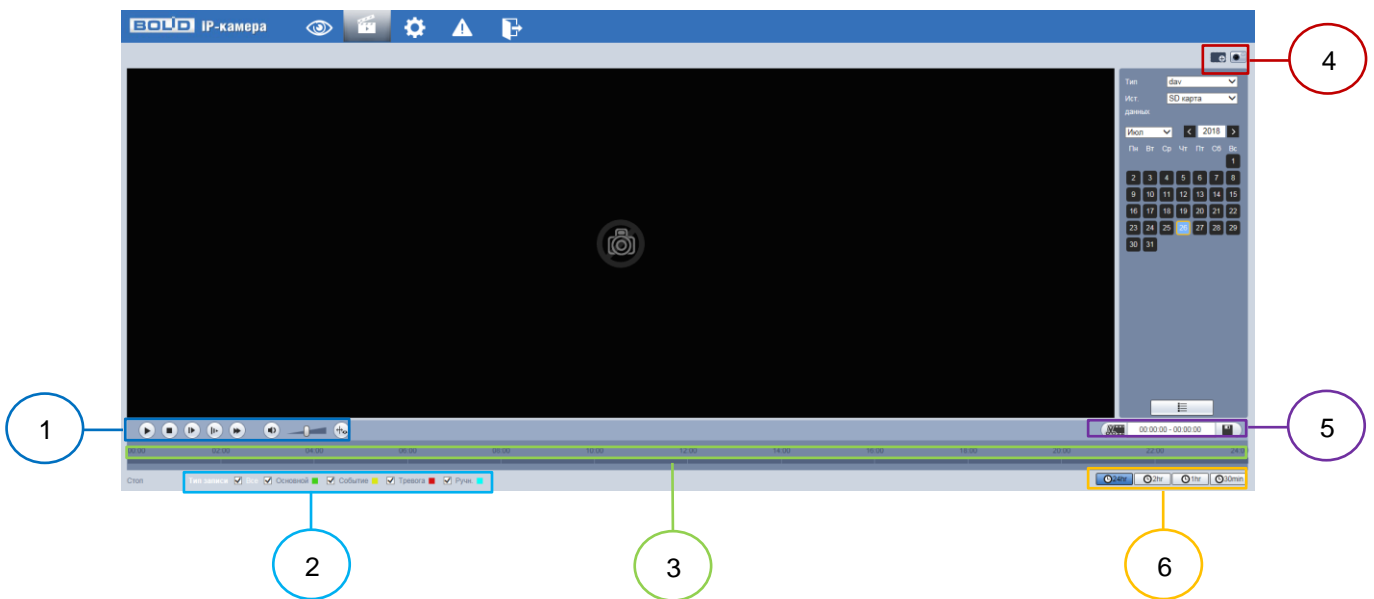 BOLID IP-камера
4
Тип dav
Ист. данных SD карта
Июл 2018
Пн Вт Ср Чт Пт Сб Вс
1
2 3 4 5 6 7 8
9 10 11 12 13 14 15
16 17 18 19 20 21 22
23 24 25 26 27 28 29
30 31
1
00:00:00 - 00:00:00
5
00:00 02:00 04:00 06:00 08:00 10:00 12:00 14:00 16:00 18:00 20:00 22:00 24:0
Стоп Тип записи Все Основной Событие Тревога Ручн. 24hr 2hr 1hr 30min
2
3
6